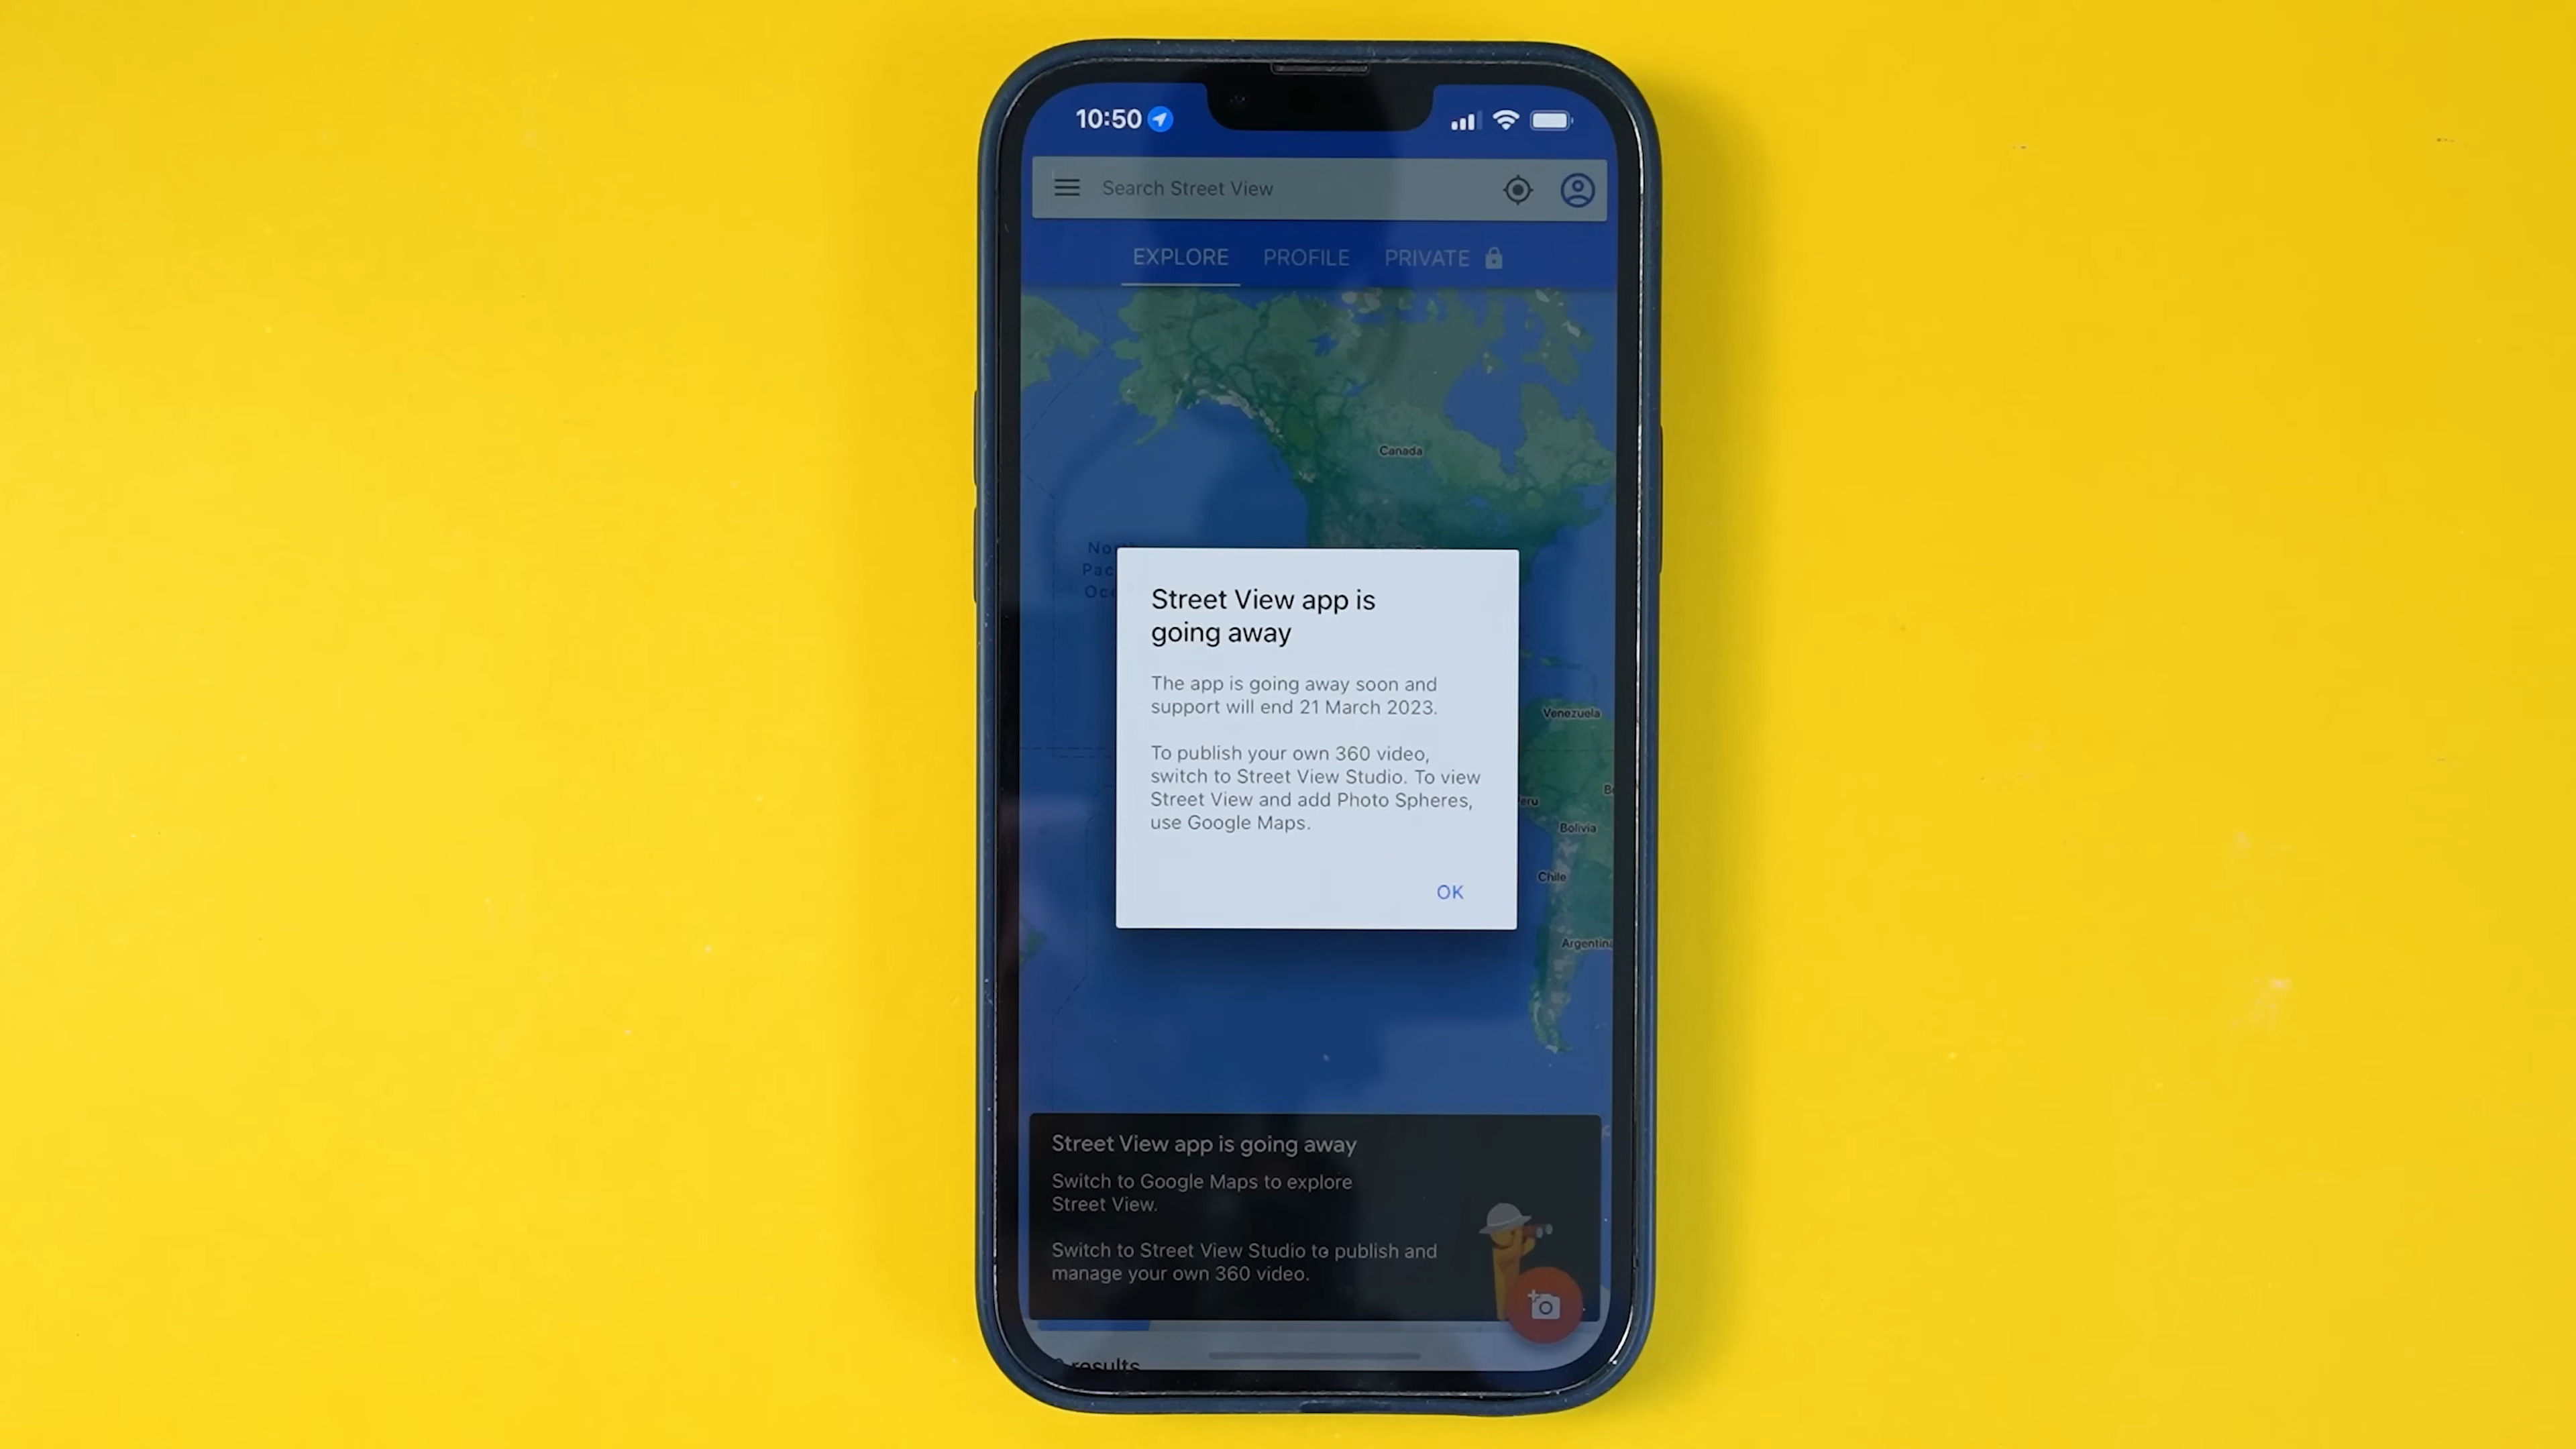 10:50
Search Street View
EXPLORE PROFILE PRIVATE
Canada
Street View app is
going away
The app is going away soon and
support will end 21 March 2023.
Venezuela
To publish your own 360 video,
switch to Street View Studio. To view
Street View and add Photo Spheres,
use Google Maps.
Bolivia
Chile
OK
Argentina
Street View app is going away
Switch to Google Maps to explore
Street View.
Switch to Street View Studio to publish and
manage your own 360 video.
results